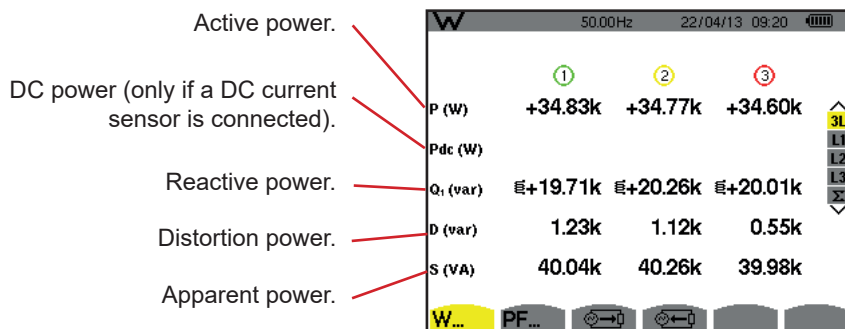 Active power.
DC power (only if a DC current
sensor is connected).
Reactive power.
Distortion power.
Apparent power.
W 50.00Hz 22/04/13 09:20
1 2 3
P (W) +34.83k +34.77k +34.60k
Pdc (W)
Q₁ (var) +19.71k +20.26k +20.01k
D (var) 1.23k 1.12k 0.55k
S (VA) 40.04k 40.26k 39.98k
3L
L1
L2
L3
Σ
W... PF...